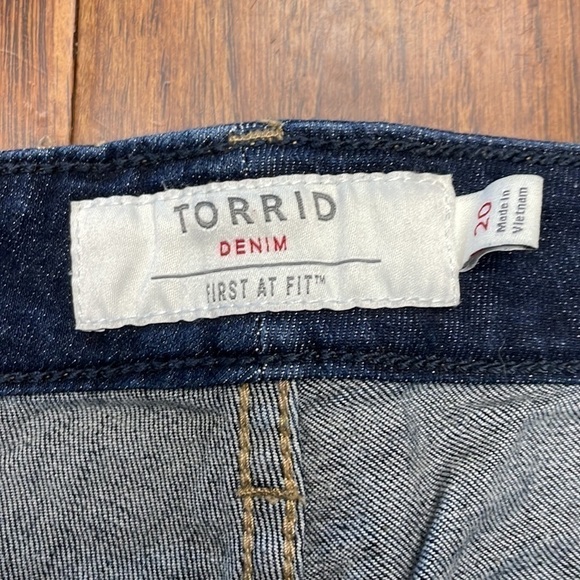 TORRID
DENIM
FIRST AT FIT™
20
Made in
Vietnam